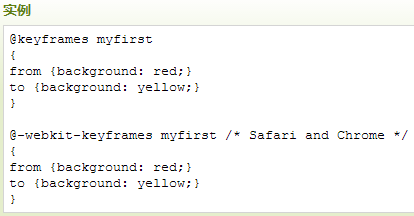 实例
@keyframes myfirst
{
from {background: red;}
to {background: yellow;}
}
@-webkit-keyframes myfirst /* Safari and Chrome */
{
from {background: red;}
to {background: yellow;}
}